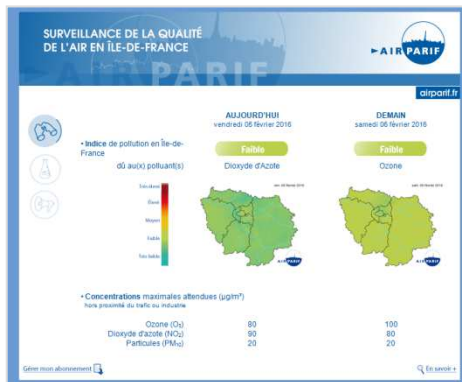 SURVEILLANCE DE LA QUALITÉ
DE L'AIR EN ÎLE-DE-FRANCE
AIRPARIF
AIRPARIF
airparif.fr
AUJOURD'HUI
vendredi 05 février 2016
DEMAIN
samedi 06 février 2016
• Indice de pollution en Île-de-
France
Faible
Faible
dû au(x) polluant(s)
Dioxyde d'Azote
Ozone
Très élevé
Élevé
Moyen
Faible
Très faible
AIRPARIF
AIRPARIF
• Concentrations maximales attendues (µg/m³)
hors proximité du trafic ou industrie
Ozone (O₃) 80 100
Dioxyde d'azote (NO₂) 90 80
Particules (PM₁₀) 20 20
Gérer mon abonnement
En savoir +